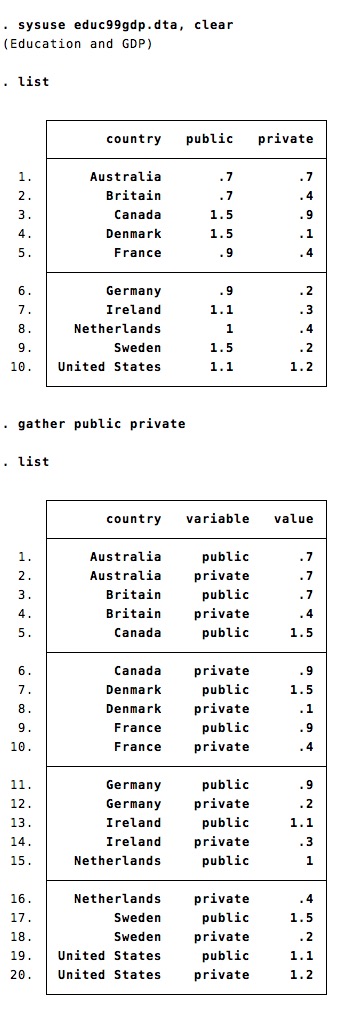 . sysuse educ99gdp.dta, clear
(Education and GDP)
. list
country public private
1. Australia .7 .7
2. Britain .7 .4
3. Canada 1.5 .9
4. Denmark 1.5 .1
5. France .9 .4
6. Germany .9 .2
7. Ireland 1.1 .3
8. Netherlands 1 .4
9. Sweden 1.5 .2
10. United States 1.1 1.2
. gather public private
. list
country variable value
1. Australia public .7
2. Australia private .7
3. Britain public .7
4. Britain private .4
5. Canada public 1.5
6. Canada private .9
7. Denmark public 1.5
8. Denmark private .1
9. France public .9
10. France private .4
11. Germany public .9
12. Germany private .2
13. Ireland public 1.1
14. Ireland private .3
15. Netherlands public 1
16. Netherlands private .4
17. Sweden public 1.5
18. Sweden private .2
19. United States public 1.1
20. United States private 1.2